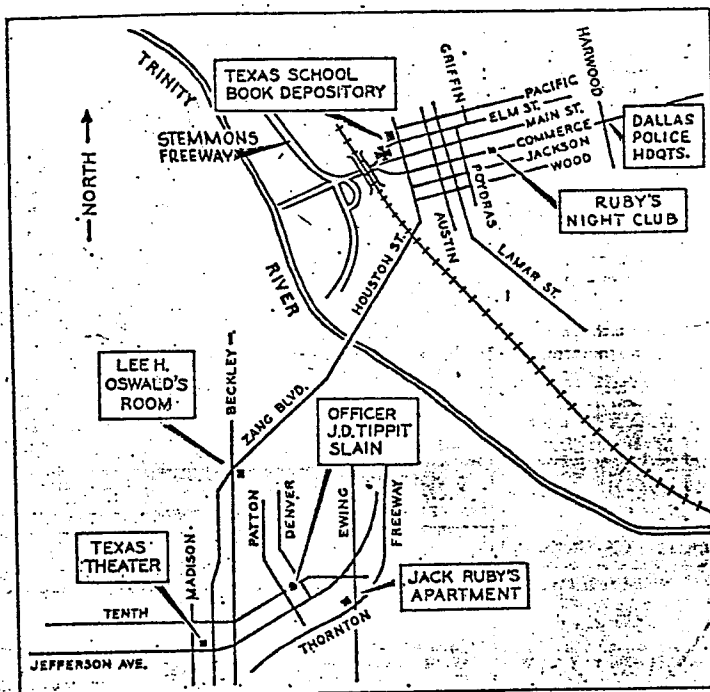 TRINITY
RIVER
TEXAS SCHOOL
BOOK DEPOSITORY
STEMMONS
FREEWAY
NORTH
GRIFFIN
HARWOOD
PACIFIC
ELM ST.
MAIN ST.
COMMERCE
JACKSON
WOOD
DALLAS
POLICE
HDQTS.
RUBY'S
NIGHT CLUB
POYDRAS
AUSTIN
HOUSTON ST.
LAMAR ST.
LEE H.
OSWALD'S
ROOM
BECKLEY
ZANG BLVD.
OFFICER
J.D. TIPPIT
SLAIN
PATTON
DENVER
EWING
FREEWAY
TEXAS
THEATER
MADISON
JACK RUBY'S
APARTMENT
TENTH
THORNTON
JEFFERSON AVE.